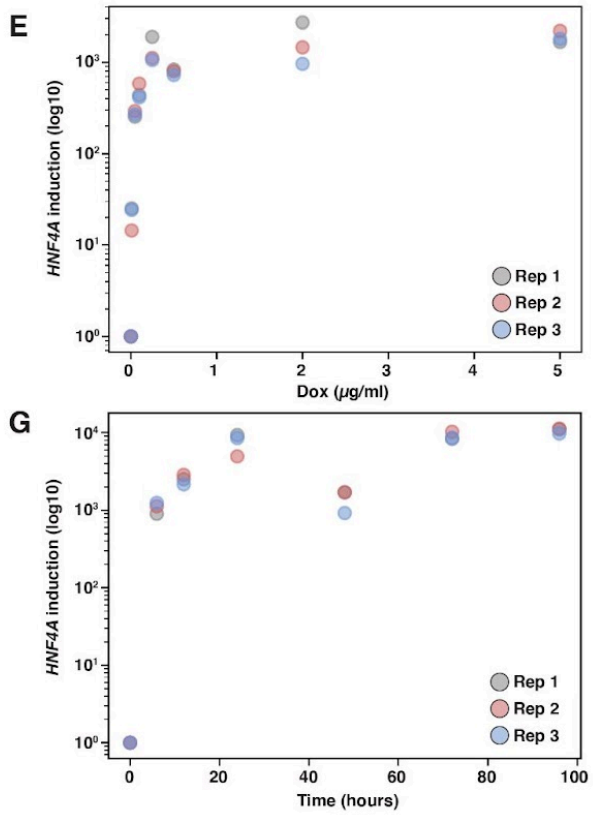 E
HNF4A induction (log10)
10³
10²
10¹
10⁰
Rep 1
Rep 2
Rep 3
0 1 2 3 4 5
Dox (µg/ml)
G
HNF4A induction (log10)
10⁴
10³
10²
10¹
10⁰
Rep 1
Rep 2
Rep 3
0 20 40 60 80 100
Time (hours)